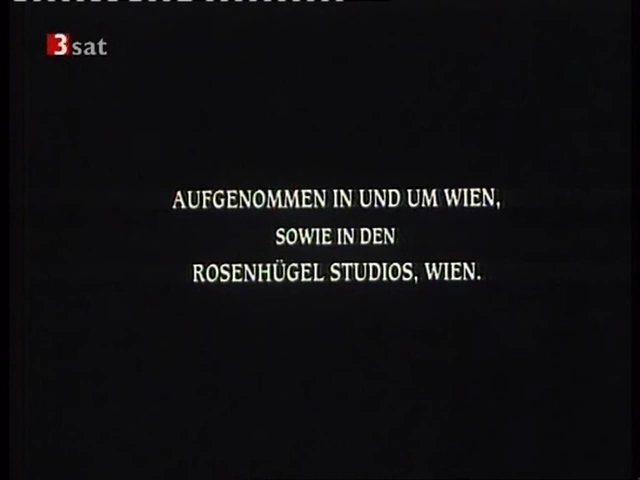 3sat
AUFGENOMMEN IN UND UM WIEN,
SOWIE IN DEN
ROSENHÜGEL STUDIOS, WIEN.